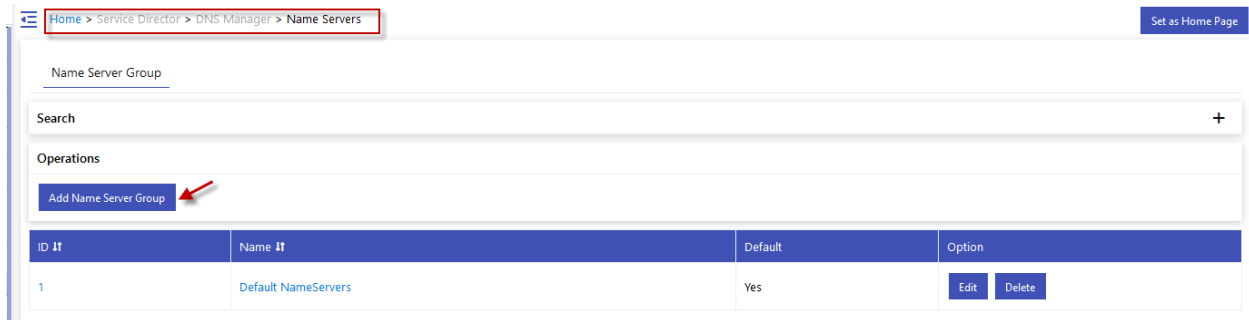 Home > Service Director > DNS Manager > Name Servers
Set as Home Page
Name Server Group
Search
+
Operations
Add Name Server Group
ID Name Default Option
1 Default NameServers Yes Edit Delete